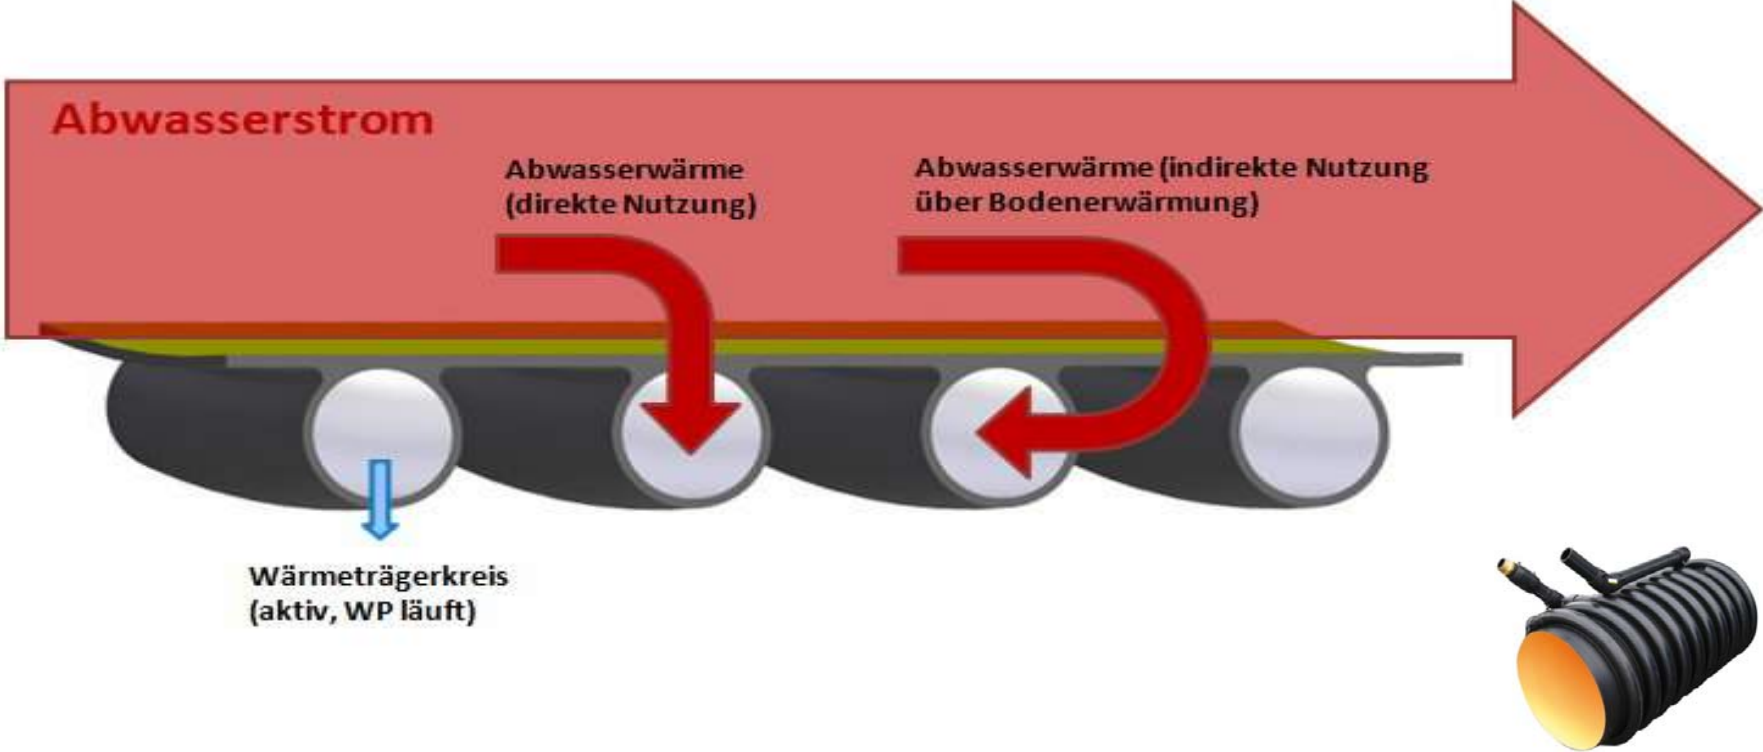 Abwasserstrom
Abwasserwärme
(direkte Nutzung)
Abwasserwärme (indirekte Nutzung
über Bodenerwärmung)
Wärmeträgerkreis
(aktiv, WP läuft)